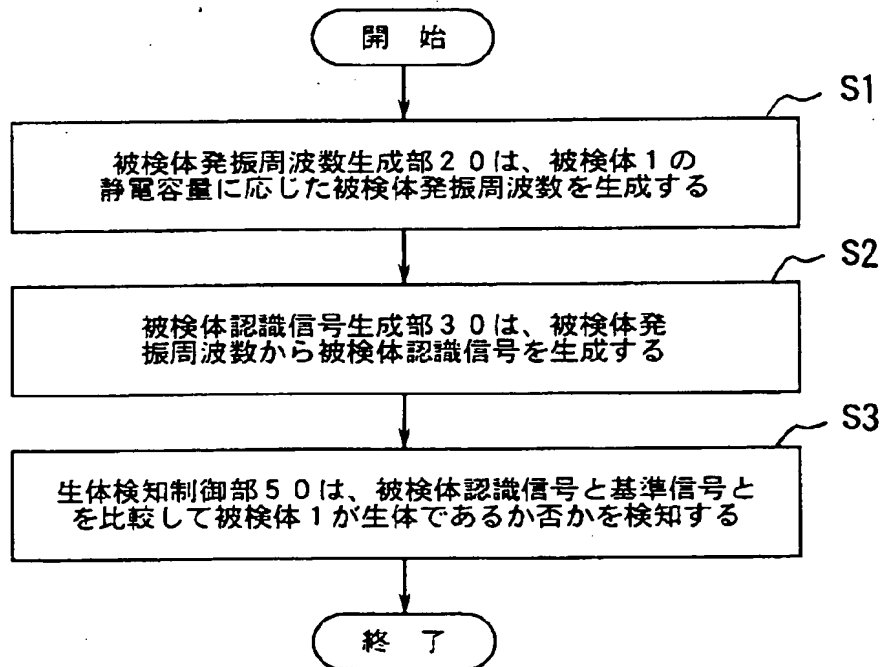 開 始
S1
被検体発振周波数生成部20は、被検体1の
静電容量に応じた被検体発振周波数を生成する
S2
被検体認識信号生成部30は、被検体発
振周波数から被検体認識信号を生成する
S3
生体検知制御部50は、被検体認識信号と基準信号と
を比較して被検体1が生体であるか否かを検知する
終 了